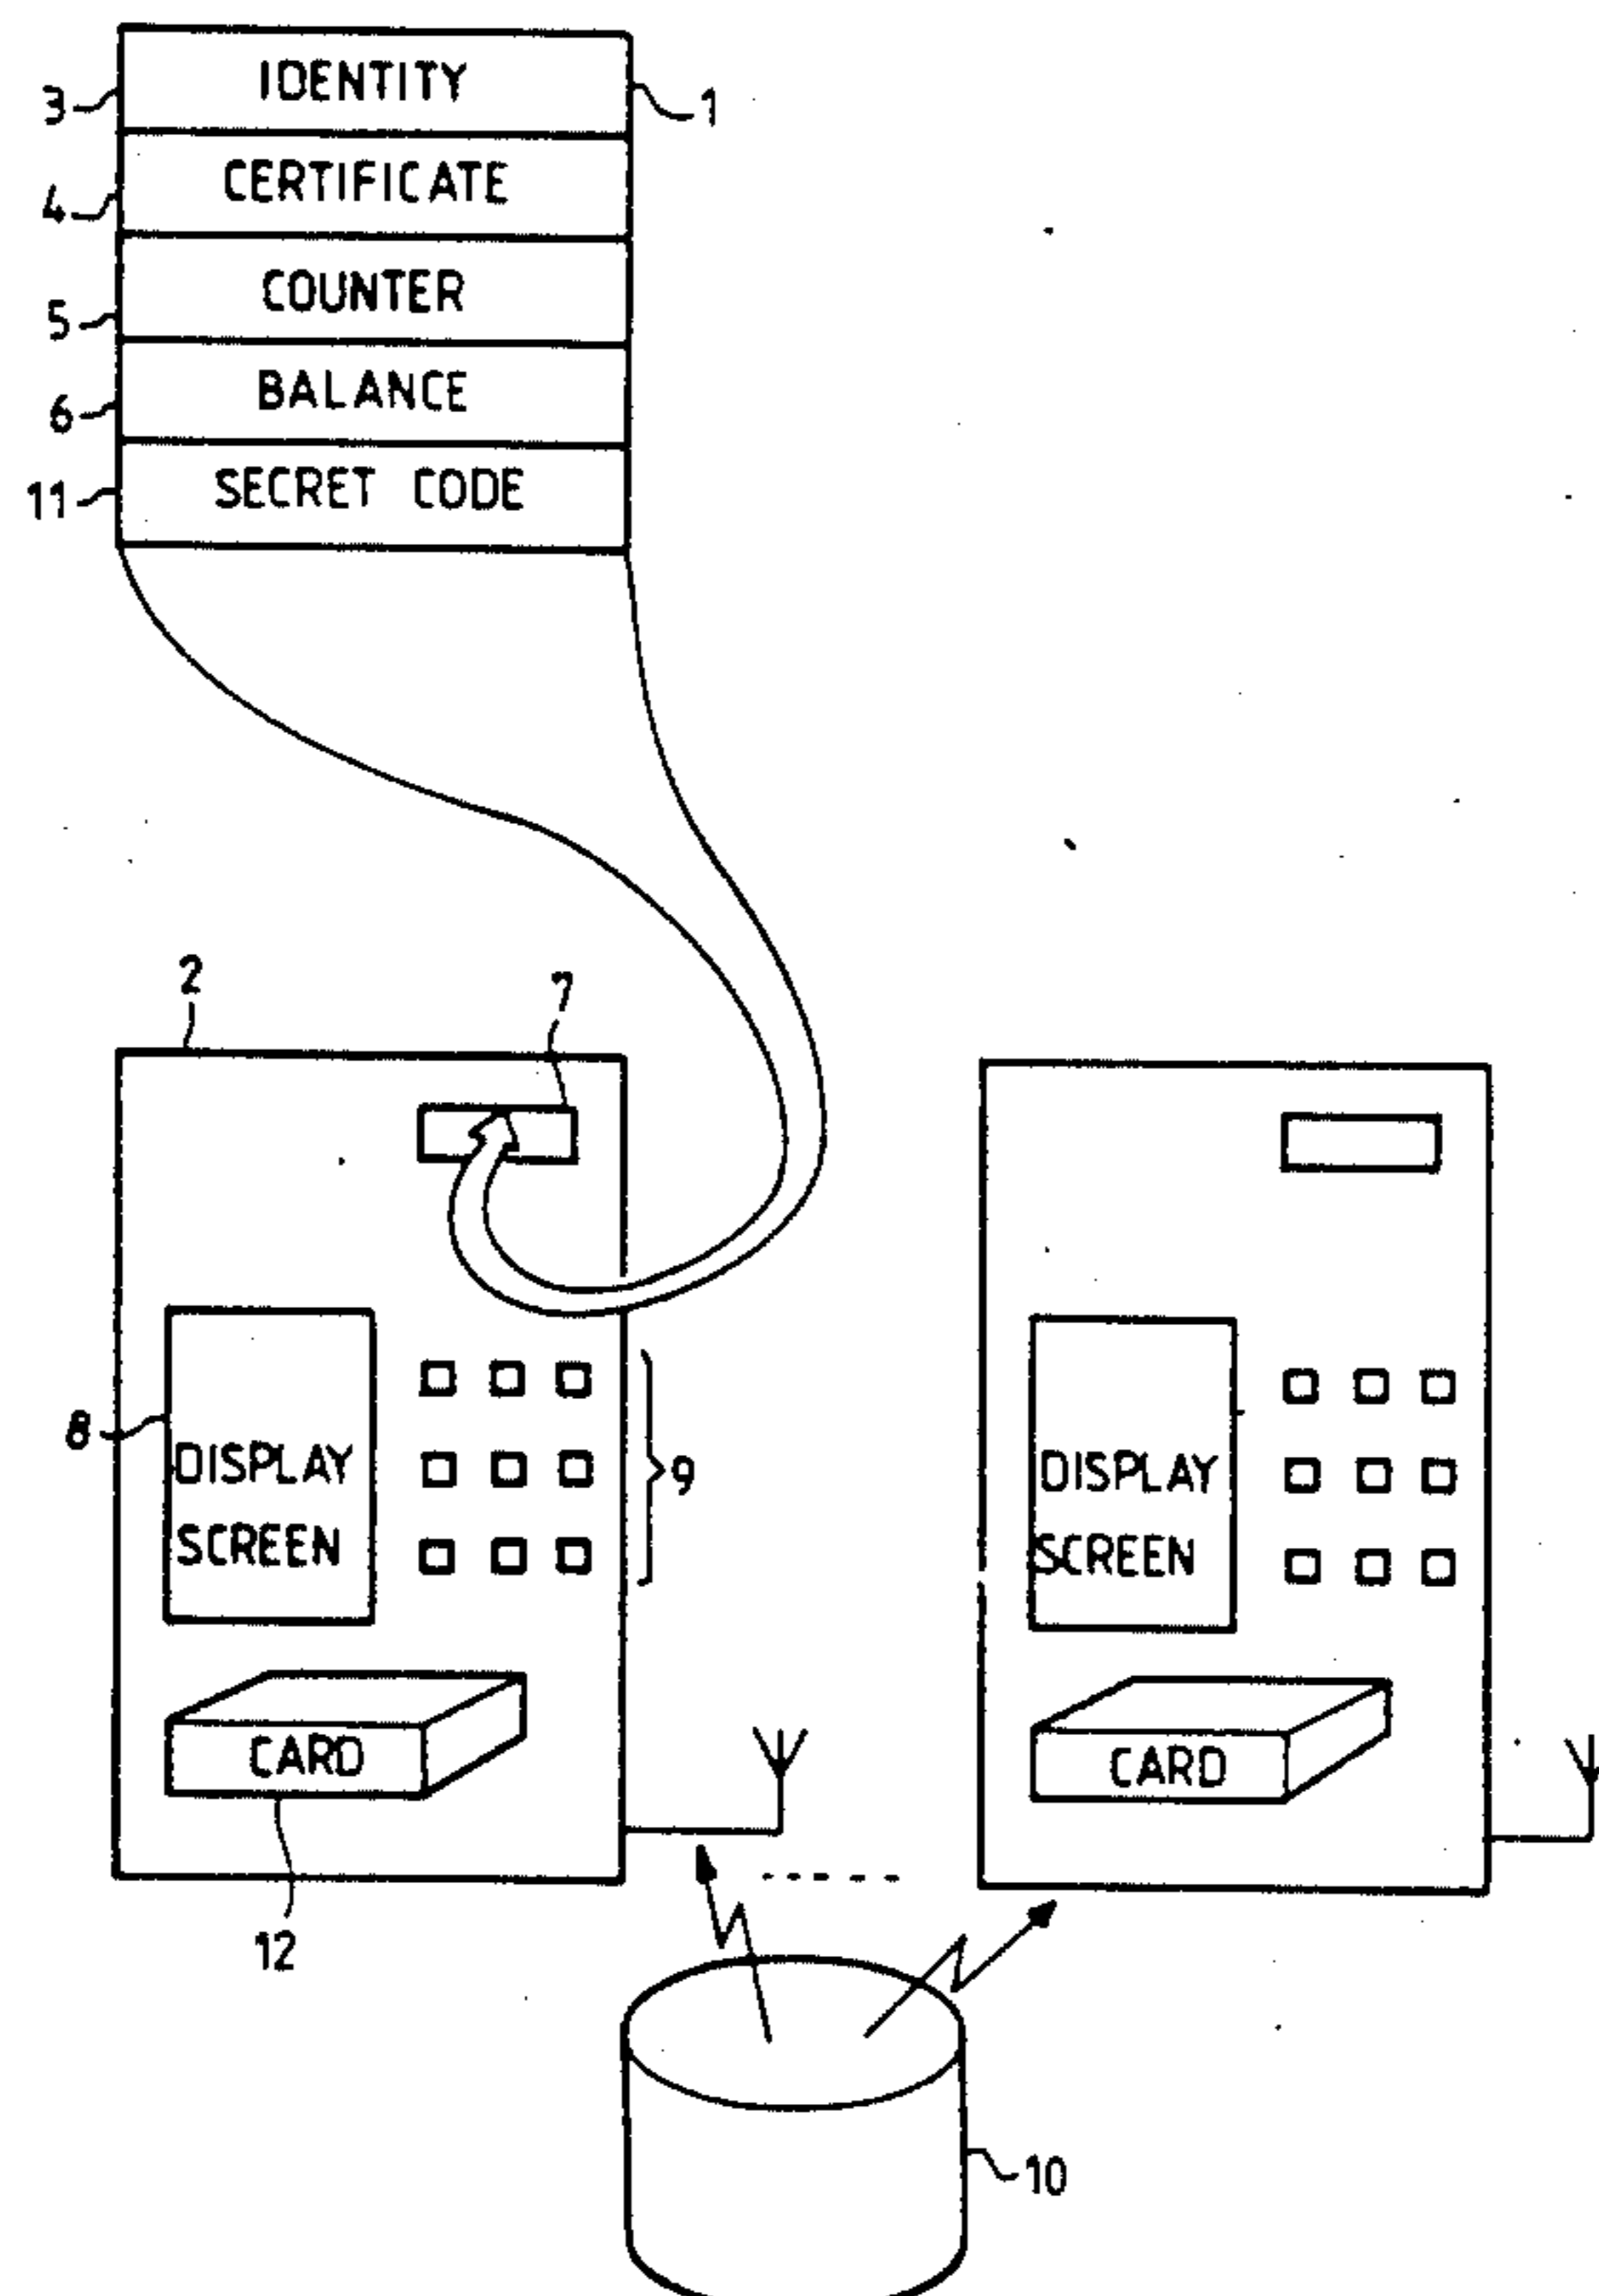 IDENTITY
3
1
CERTIFICATE
4
COUNTER
5
BALANCE
6
SECRET CODE
11
2
7
8
DISPLAY
SCREEN
9
DISPLAY
SCREEN
CARD
CARD
12
10